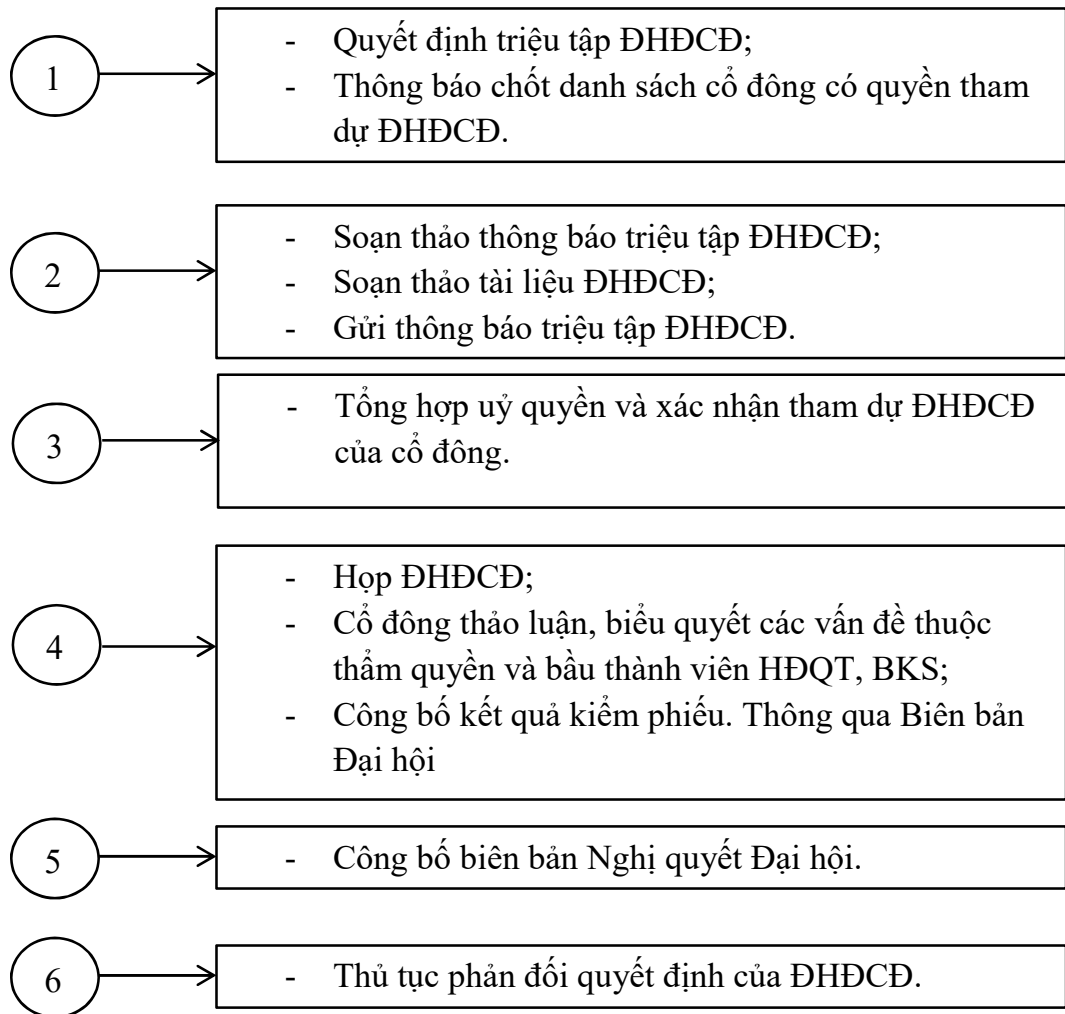 1
- Quyết định triệu tập ĐHĐCĐ;
- Thông báo chốt danh sách cổ đông có quyền tham
dự ĐHĐCĐ.
2
- Soạn thảo thông báo triệu tập ĐHĐCĐ;
- Soạn thảo tài liệu ĐHĐCĐ;
- Gửi thông báo triệu tập ĐHĐCĐ.
3
- Tổng hợp uỷ quyền và xác nhận tham dự ĐHĐCĐ
của cổ đông.
4
- Họp ĐHĐCĐ;
- Cổ đông thảo luận, biểu quyết các vấn đề thuộc
thẩm quyền và bầu thành viên HĐQT, BKS;
- Công bố kết quả kiểm phiếu. Thông qua Biên bản
Đại hội
5
- Công bố biên bản Nghị quyết Đại hội.
6
- Thủ tục phản đối quyết định của ĐHĐCĐ.